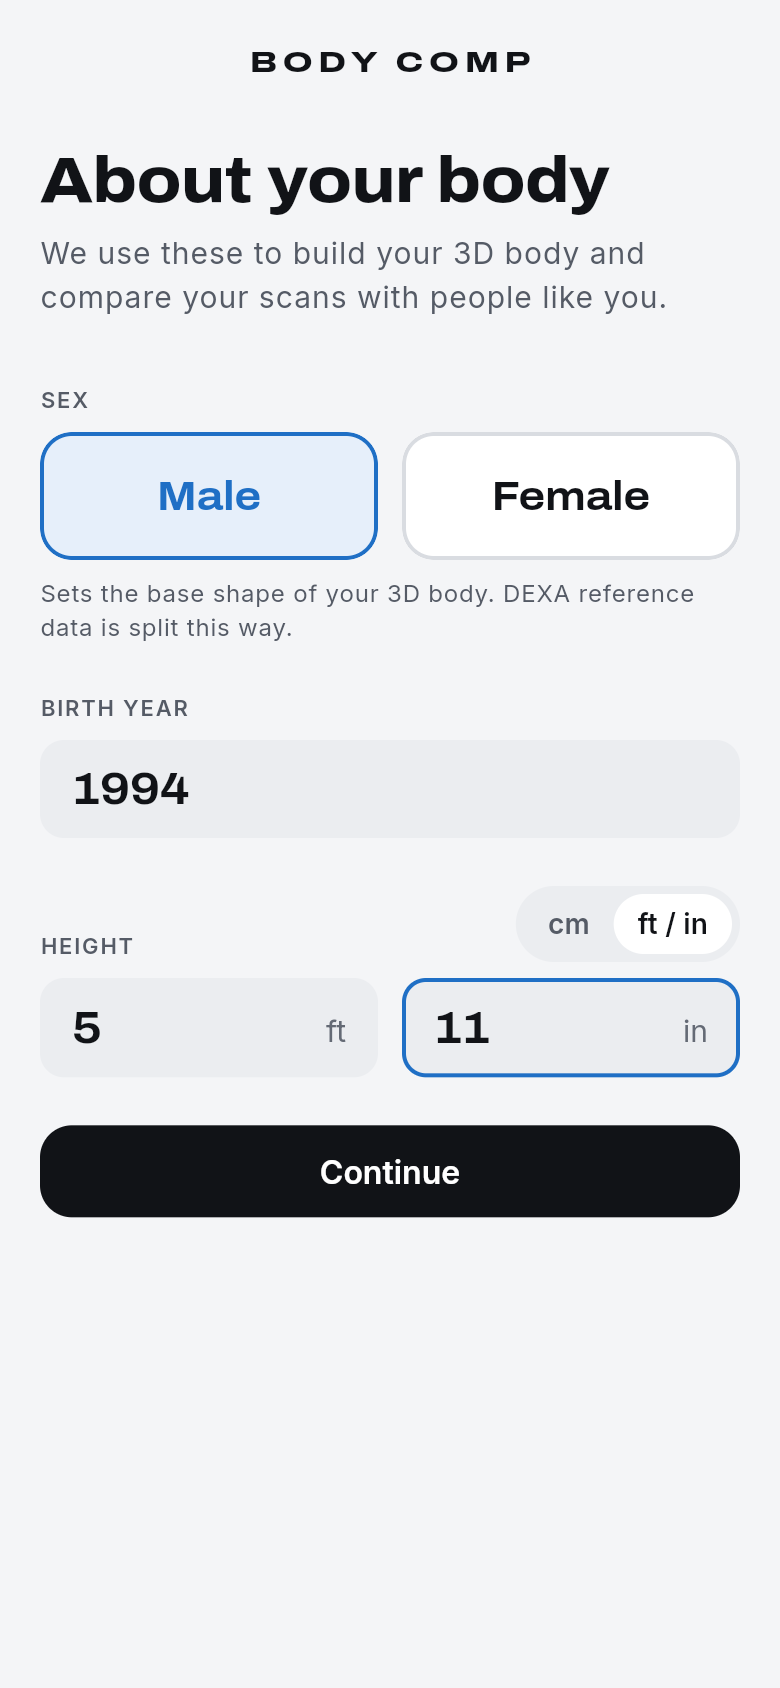 BODY COMP
About your body
We use these to build your 3D body and
compare your scans with people like you.
SEX
Male
Female
Sets the base shape of your 3D body. DEXA reference
data is split this way.
BIRTH YEAR
1994
cm
ft / in
HEIGHT
5 ft
11 in
Continue